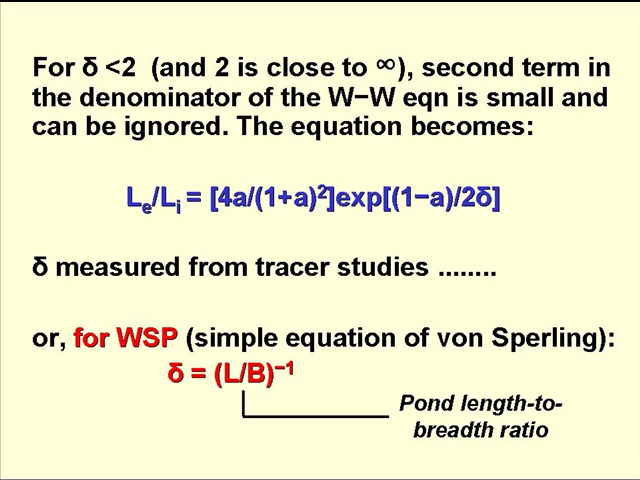 For δ <2 (and 2 is close to ∞), second term in
the denominator of the W−W eqn is small and
can be ignored. The equation becomes:
Lₑ/Lᵢ = [4a/(1+a)²]exp[(1−a)/2δ]
δ measured from tracer studies ........
or, for WSP (simple equation of von Sperling):
δ = (L/B)⁻¹
Pond length-to-
breadth ratio